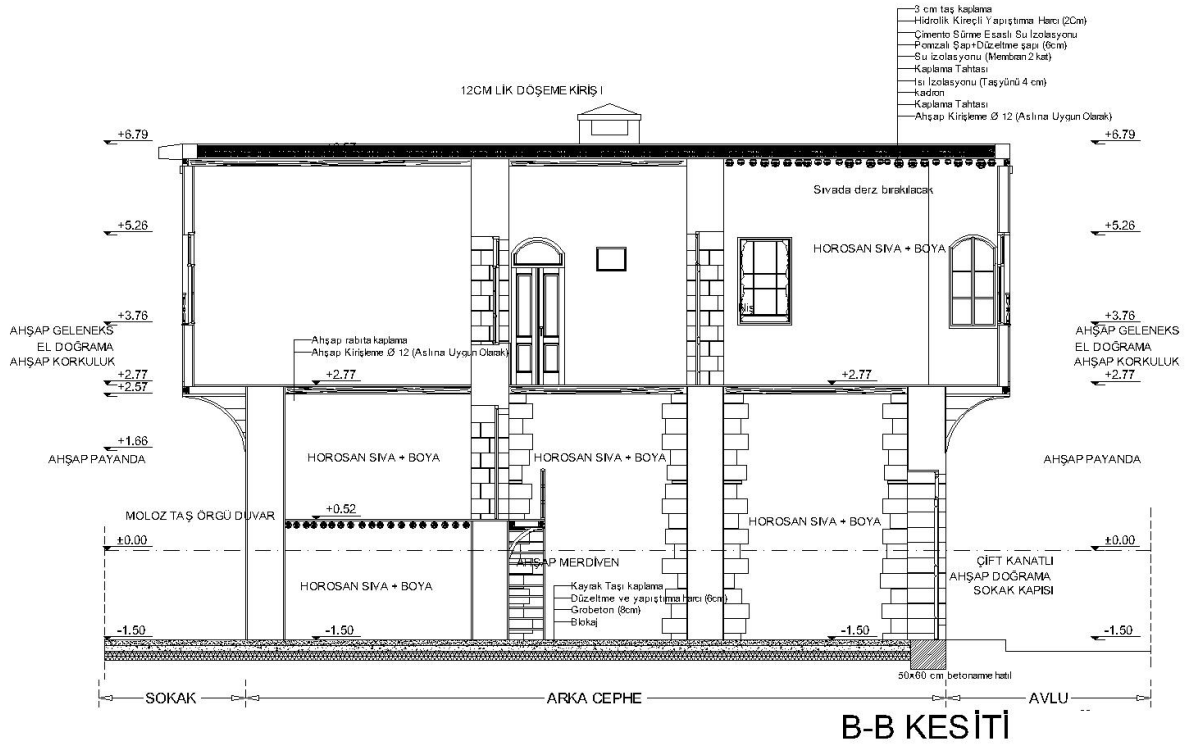 3 cm taş kaplama
Hidrolik Kireçli Yapıştırma Harcı (2Cm)
Çimento Sürme Esaslı Su İzolasyonu
Pomzalı Şap+Düzeltme şapı (6cm)
Su izolasyonu (Membran 2 kat)
Kaplama Tahtası
Isı İzolasyonu (Taşyünü 4 cm)
kadron
Kaplama Tahtası
Ahşap Kirişleme Ø 12 (Aslına Uygun Olarak)
12CM LİK DÖŞEME KİRİŞ I
+6.79
+6.79
Sıvada derz bırakılacak
+5.26
+5.26
HOROSAN SIVA + BOYA
Niş
+3.76
+3.76
AHŞAP GELENEKS
EL DOĞRAMA
AHŞAP KORKULUK
AHŞAP GELENEKS
EL DOĞRAMA
AHŞAP KORKULUK
Ahşap rabıta kaplama
Ahşap Kirişleme Ø 12 (Aslına Uygun Olarak)
+2.77
+2.77
+2.77
+2.77
+2.57
+1.66
AHŞAP PAYANDA
HOROSAN SIVA + BOYA
HOROSAN SIVA + BOYA
AHŞAP PAYANDA
MOLOZ TAŞ ÖRGÜ DUVAR
+0.52
HOROSAN SIVA + BOYA
±0.00
±0.00
AHŞAP MERDİVEN
ÇİFT KANATLI
AHŞAP DOĞRAMA
SOKAK KAPISI
HOROSAN SIVA + BOYA
Kayrak Taşı kaplama
Düzeltme ve yapıştırma harcı (6cm)
Grobeton (8cm)
Blokaj
-1.50
-1.50
-1.50
-1.50
50x60 cm betoname hatıl
SOKAK
ARKA CEPHE
AVLU
B-B KESİTİ